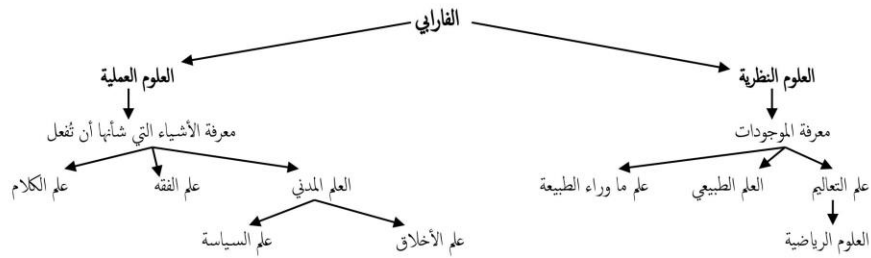 الفارابي
العلوم النظرية
العلوم العملية
معرفة الموجودات
معرفة الأشياء التي شأنها أن تُفعل
علم التعاليم
العلم الطبيعي
علم ما وراء الطبيعة
العلم المدني
علم الفقه
علم الكلام
العلوم الرياضية
علم الأخلاق
علم السياسة